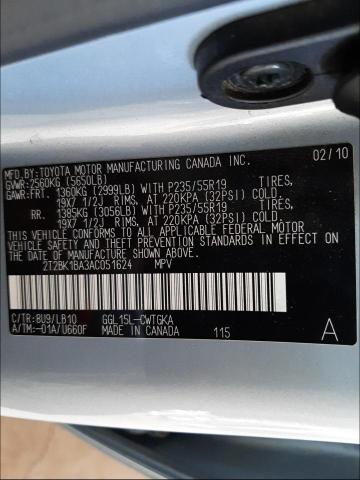 MFD.BY:TOYOTA MOTOR MANUFACTURING CANADA INC. 02/10
GVWR:2560KG (5650LB)
GAWR:FRT. 1360KG (2999LB) WITH P235/55R19 TIRES,
19X7 1/2J RIMS, AT 220KPA (32PSI) COLD.
RR. 1385KG (3056LB) WITH P235/55R19 TIRES,
19X7 1/2J RIMS, AT 220KPA (32PSI) COLD.
THIS VEHICLE CONFORMS TO ALL APPLICABLE FEDERAL MOTOR
VEHICLE SAFETY AND THEFT PREVENTION STANDARDS IN EFFECT
ON THE DATE OF MANUFACTURE SHOWN ABOVE.
2T2BK1BA3AC051624 MPV
C/TR:8U9/LB10 GGL15L-CWTGKA
A/TM:-01A/U660F MADE IN CANADA 115 A